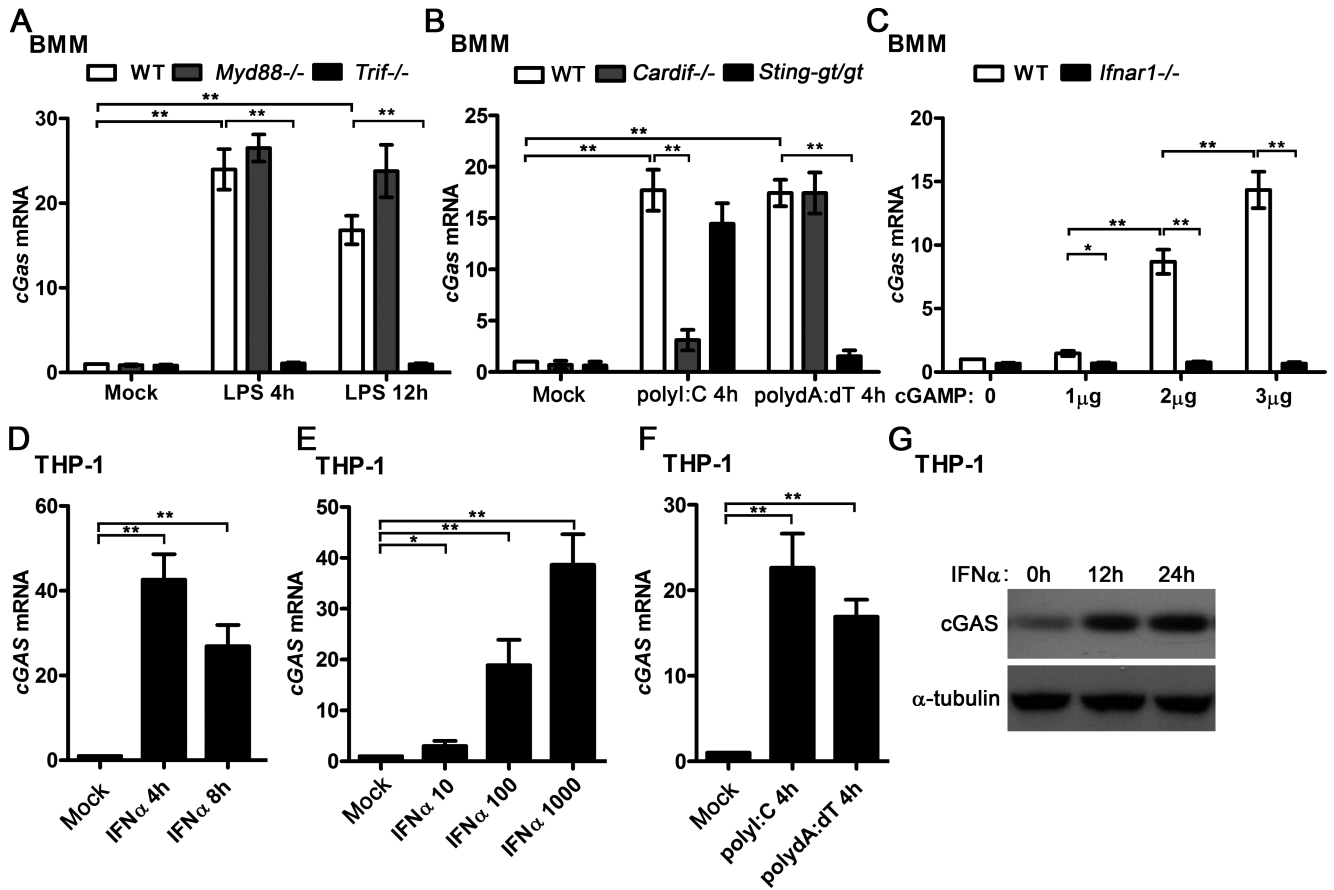 A
BMM
WT Myd88-/- Trif-/-
**
** ** **
30
20
10
0
cGas mRNA
Mock LPS 4h LPS 12h
B
BMM
WT Cardif-/- Sting-gt/gt
**
** ** **
25
20
15
10
5
0
cGas mRNA
Mock polyI:C 4h polydA:dT 4h
C
BMM
WT Ifnar1-/-
** **
** **
*
20
15
10
5
0
cGas mRNA
cGAMP: 0 1μg 2μg 3μg
D
THP-1
**
**
60
40
20
0
cGAS mRNA
Mock IFNα 4h IFNα 8h
E
THP-1
**
**
*
50
40
30
20
10
0
cGAS mRNA
Mock IFNα 10 IFNα 100 IFNα 1000
F
THP-1
**
**
30
20
10
0
cGAS mRNA
Mock polyI:C 4h polydA:dT 4h
G
THP-1
IFNα: 0h 12h 24h
cGAS
α-tubulin